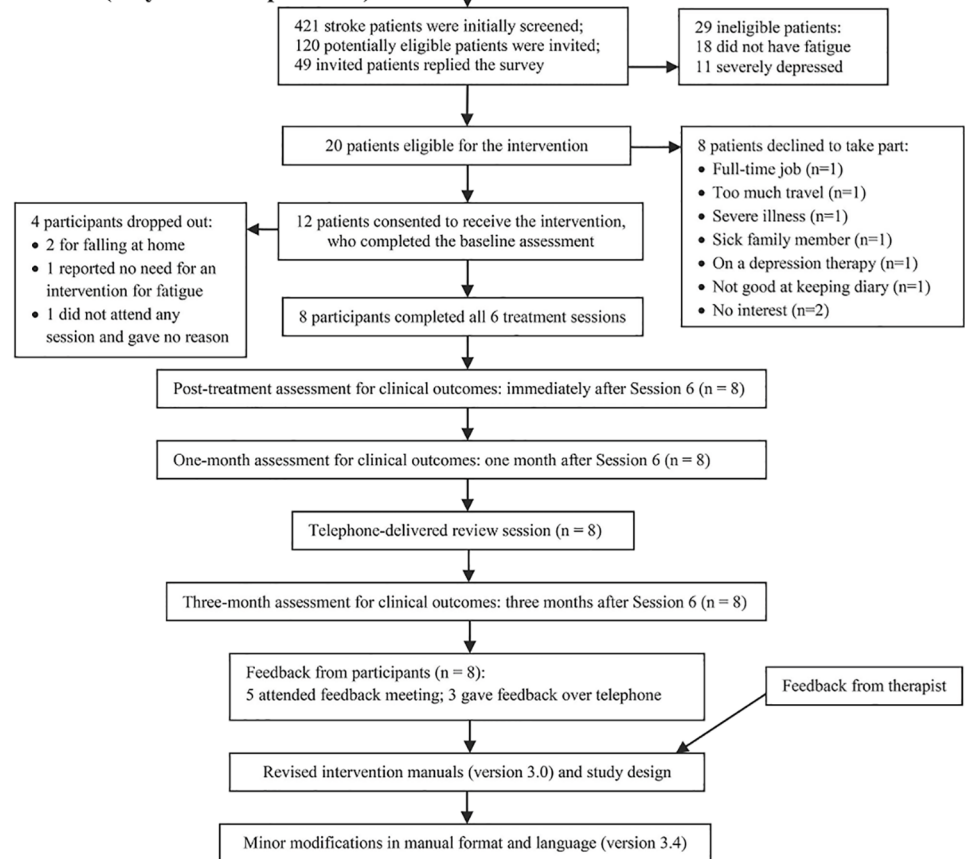 421 stroke patients were initially screened;
120 potentially eligible patients were invited;
49 invited patients replied the survey
29 ineligible patients:
18 did not have fatigue
11 severely depressed
20 patients eligible for the intervention
8 patients declined to take part:
• Full-time job (n=1)
• Too much travel (n=1)
• Severe illness (n=1)
• Sick family member (n=1)
• On a depression therapy (n=1)
• Not good at keeping diary (n=1)
• No interest (n=2)
4 participants dropped out:
• 2 for falling at home
• 1 reported no need for an
intervention for fatigue
• 1 did not attend any
session and gave no reason
12 patients consented to receive the intervention,
who completed the baseline assessment
8 participants completed all 6 treatment sessions
Post-treatment assessment for clinical outcomes: immediately after Session 6 (n = 8)
One-month assessment for clinical outcomes: one month after Session 6 (n = 8)
Telephone-delivered review session (n = 8)
Three-month assessment for clinical outcomes: three months after Session 6 (n = 8)
Feedback from participants (n = 8):
5 attended feedback meeting; 3 gave feedback over telephone
Feedback from therapist
Revised intervention manuals (version 3.0) and study design
Minor modifications in manual format and language (version 3.4)